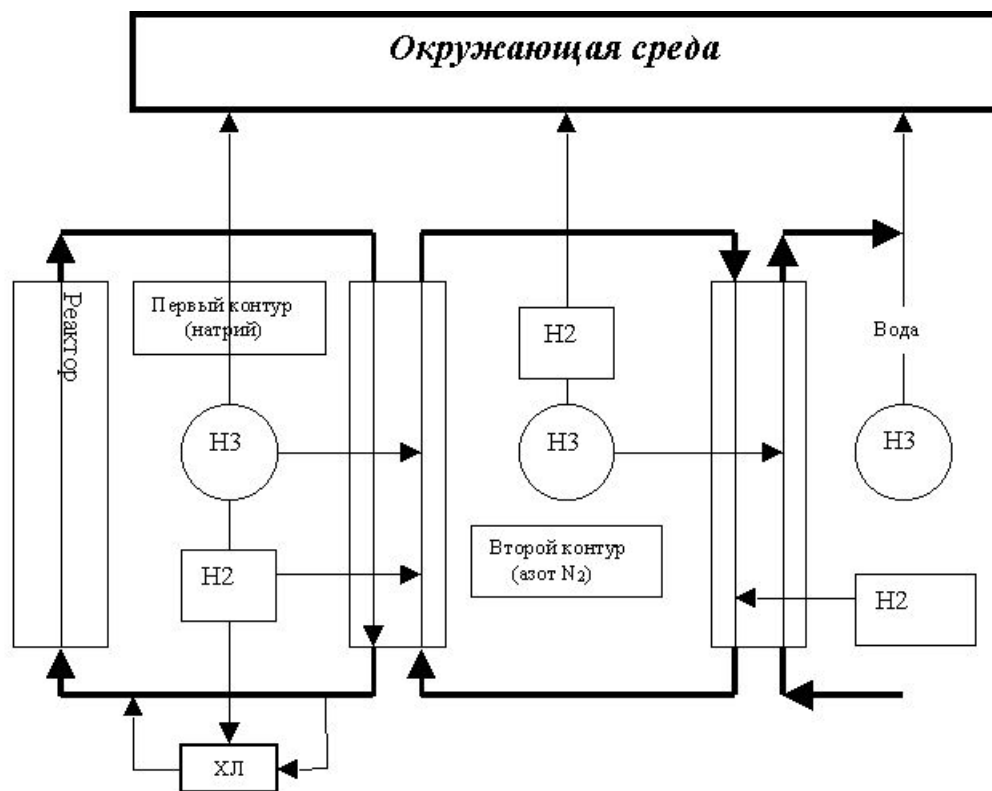 Окружающая среда
Реактор
Первый контур
(натрий)
Н2
Вода
Н3
Н3
Н3
Второй контур
(азот N₂)
Н2
Н2
ХЛ